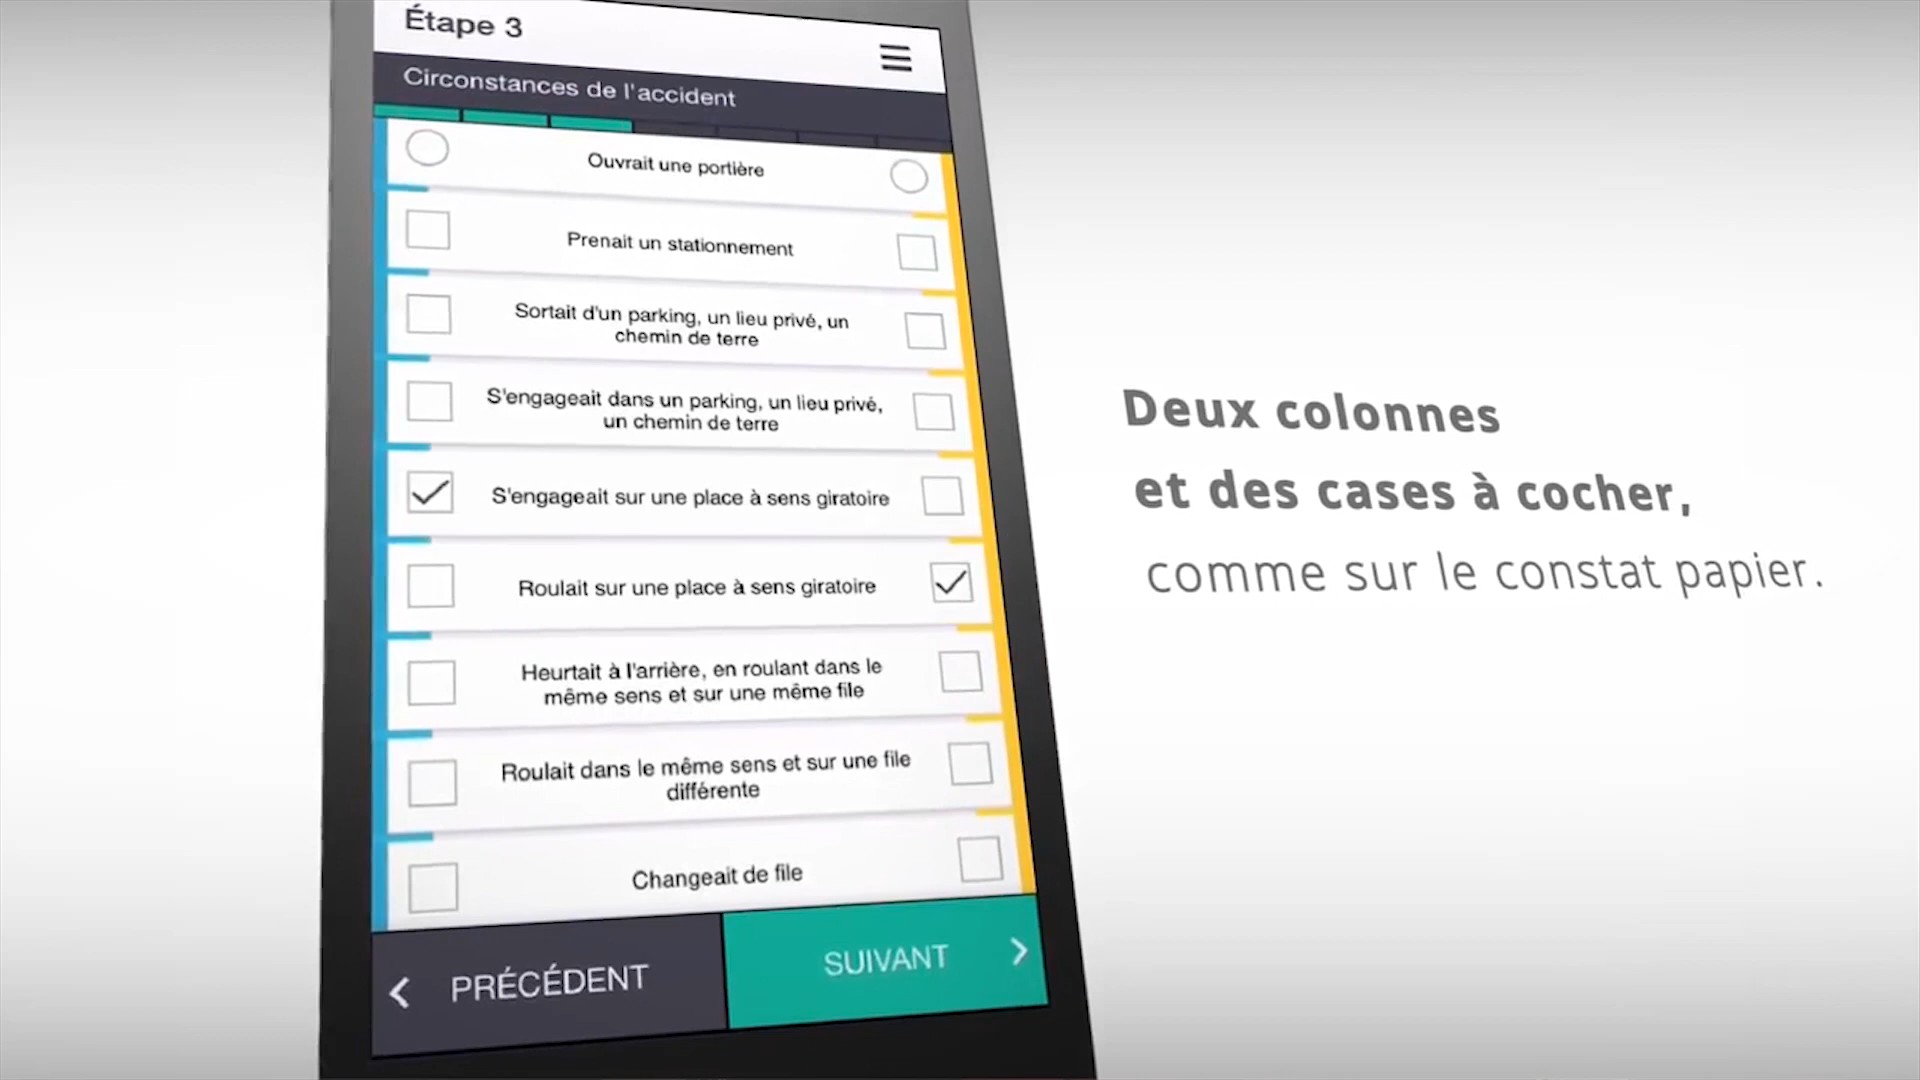 Étape 3
Circonstances de l'accident
Ouvrait une portière
Prenait un stationnement
Sortait d'un parking, un lieu privé, un
chemin de terre
S'engageait dans un parking, un lieu privé,
un chemin de terre
S'engageait sur une place à sens giratoire
Roulait sur une place à sens giratoire
Heurtait à l'arrière, en roulant dans le
même sens et sur une même file
Roulait dans le même sens et sur une file
différente
Changeait de file
PRÉCÉDENT
SUIVANT
Deux colonnes
et des cases à cocher,
comme sur le constat papier.